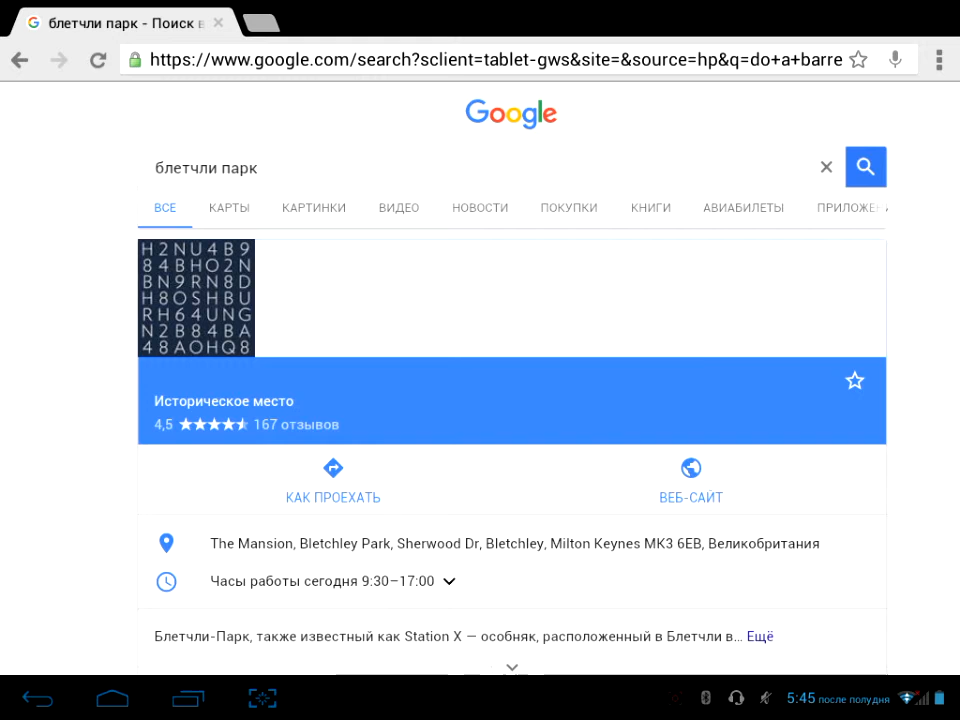 блетчли парк - Поиск в
https://www.google.com/search?sclient=tablet-gws&site=&source=hp&q=do+a+barre
Google
блетчли парк
ВСЕ КАРТЫ КАРТИНКИ ВИДЕО НОВОСТИ ПОКУПКИ КНИГИ АВИАБИЛЕТЫ ПРИЛОЖЕН
H2NU4B9
84BHO2N
BN9RN8D
H8OSHBU
RH64UNG
N2B84BA
48AOHQ8
Историческое место
4,5 167 отзывов
КАК ПРОЕХАТЬ ВЕБ-САЙТ
The Mansion, Bletchley Park, Sherwood Dr, Bletchley, Milton Keynes MK3 6EB, Великобритания
Часы работы сегодня 9:30–17:00
Блетчли-Парк, также известный как Station X — особняк, расположенный в Блетчли в... Ещё
5:45 после полудня